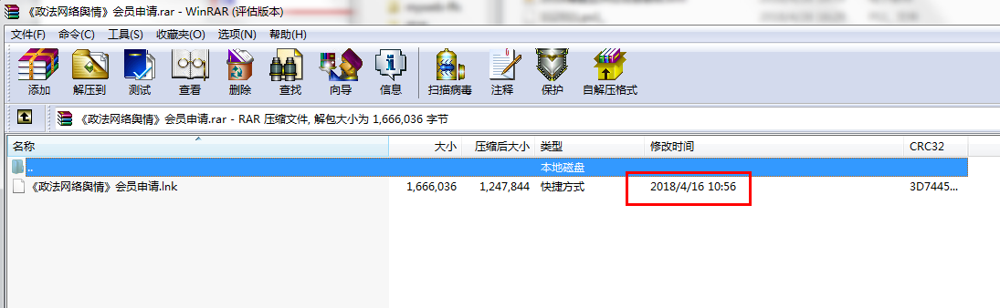 《政法网络舆情》会员申请.rar - WinRAR (评估版本)
文件(F) 命令(C) 工具(S) 收藏夹(O) 选项(N) 帮助(H)
添加 解压到 测试 查看 删除 查找 向导 信息 扫描病毒 注释 保护 自解压格式
《政法网络舆情》会员申请.rar - RAR 压缩文件, 解包大小为 1,666,036 字节
名称 大小 压缩后大小 类型 修改时间 CRC32
.. 本地磁盘
《政法网络舆情》会员申请.lnk 1,666,036 1,247,844 快捷方式 2018/4/16 10:56 3D7445...